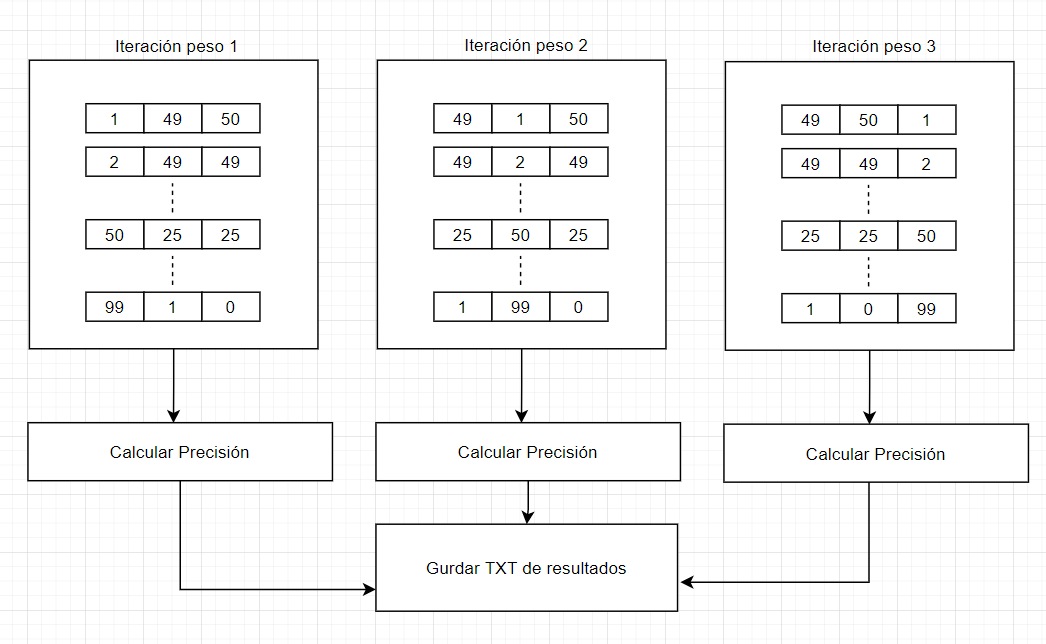 Iteración peso 1
1 49 50
2 49 49
50 25 25
99 1 0
Calcular Precisión
Iteración peso 2
49 1 50
49 2 49
25 50 25
1 99 0
Calcular Precisión
Iteración peso 3
49 50 1
49 49 2
25 25 50
1 0 99
Calcular Precisión
Gurdar TXT de resultados